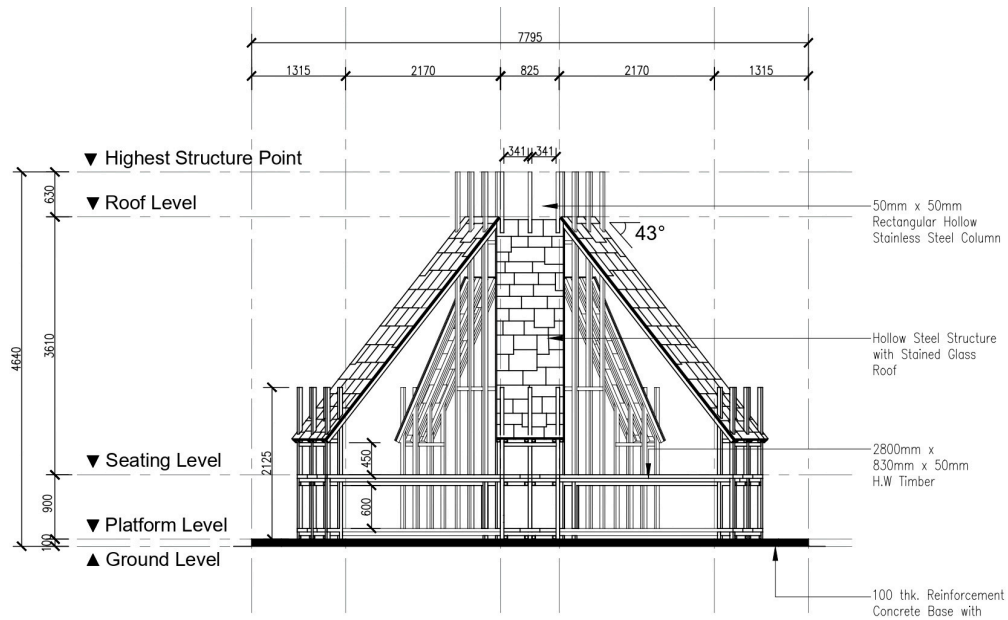 7795
1315 2170 825 2170 1315
341 341
▼ Highest Structure Point
630
▼ Roof Level
50mm x 50mm
Rectangular Hollow
Stainless Steel Column
43°
3610
4640
Hollow Steel Structure
with Stained Glass
Roof
2125
450
▼ Seating Level
2800mm x
830mm x 50mm
H.W Timber
900
600
▼ Platform Level
100
▲ Ground Level
100 thk. Reinforcement
Concrete Base with